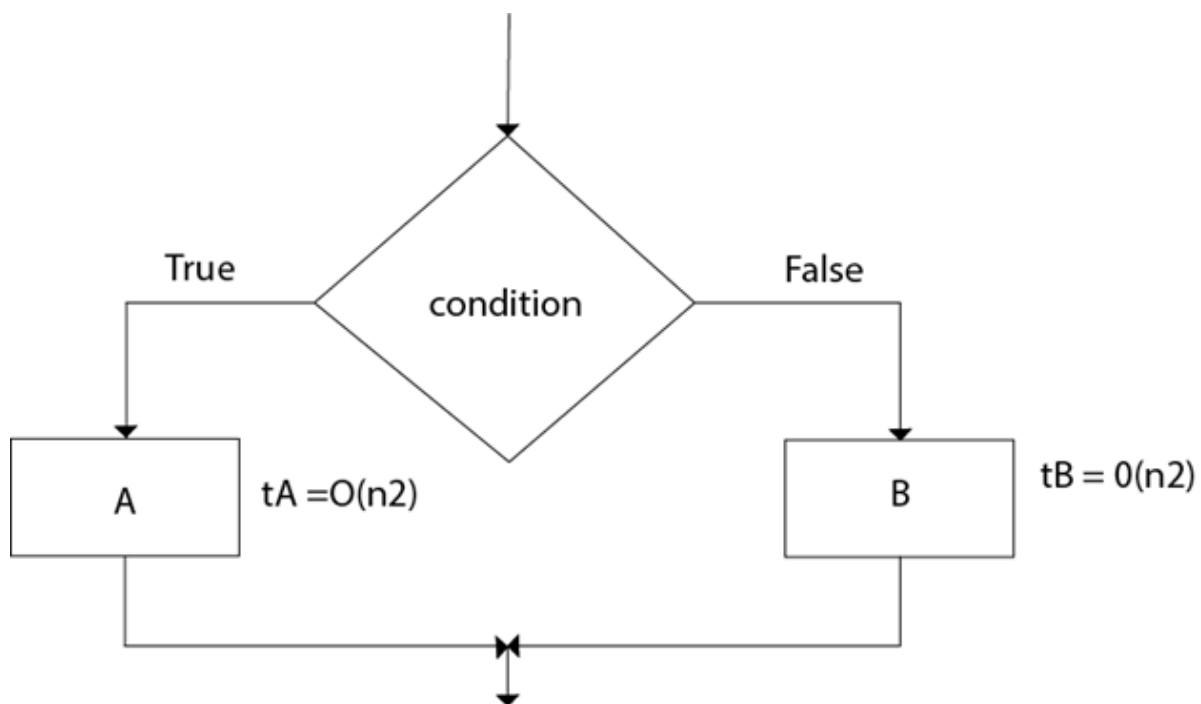 True
False
condition
A
tA =O(n2)
B
tB = 0(n2)